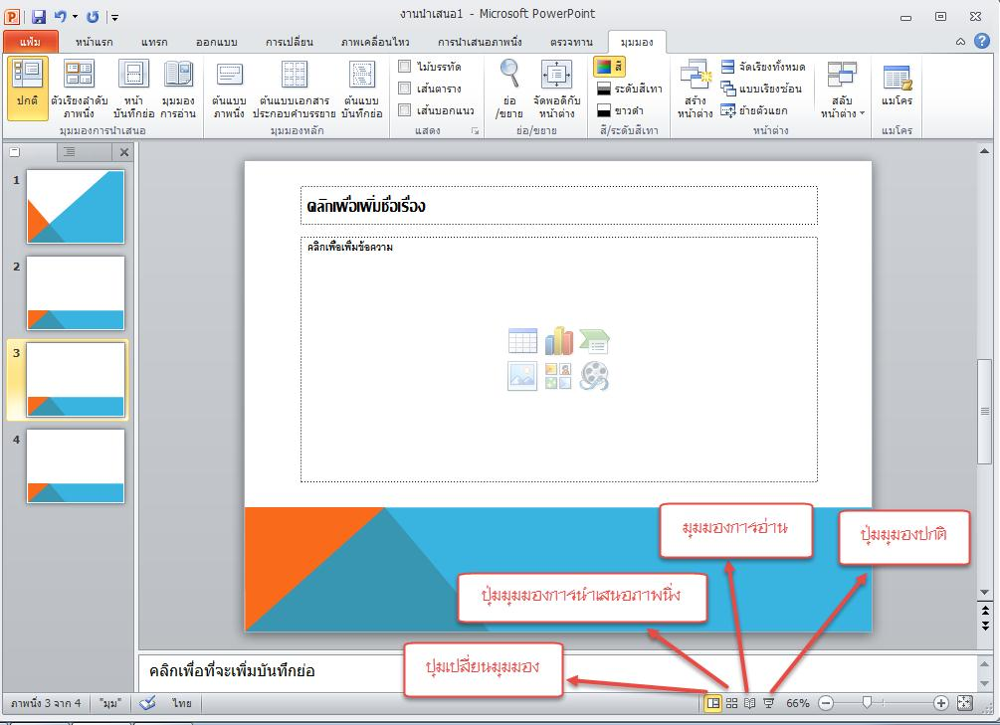 งานนำเสนอ1 - Microsoft PowerPoint
แฟ้ม หน้าแรก แทรก ออกแบบ การเปลี่ยน ภาพเคลื่อนไหว การนำเสนอภาพนิ่ง ตรวจทาน มุมมอง
ปกติ
ตัวเรียงลำดับ
ภาพนิ่ง
หน้า
บันทึกย่อ
มุมมอง
การอ่าน
มุมมองการนำเสนอ
ต้นแบบ
ภาพนิ่ง
ต้นแบบเอกสาร
ประกอบคำบรรยาย
ต้นแบบ
บันทึกย่อ
มุมมองหลัก
ไม้บรรทัด
เส้นตาราง
เส้นบอกแนว
แสดง
ย่อ
/ขยาย
จัดพอดีกับ
หน้าต่าง
ย่อ/ขยาย
สี
ระดับสีเทา
ขาวดำ
สี/ระดับสีเทา
สร้าง
หน้าต่าง
จัดเรียงทั้งหมด
แบบเรียงซ้อน
ย้ายตัวแยก
สลับ
หน้าต่าง
หน้าต่าง
แมโคร
แมโคร
1
2
3
4
คลิกเพื่อเพิ่มชื่อเรื่อง
คลิกเพื่อเพิ่มข้อความ
มุมมองการอ่าน
ปุ่มมุมองปกติ
ปุ่มมุมมองการนำเสนอภาพนิ่ง
ปุ่มเปลี่ยนมุมมอง
คลิกเพื่อที่จะเพิ่มบันทึกย่อ
ภาพนิ่ง 3 จาก 4 "มุม" ไทย 66%